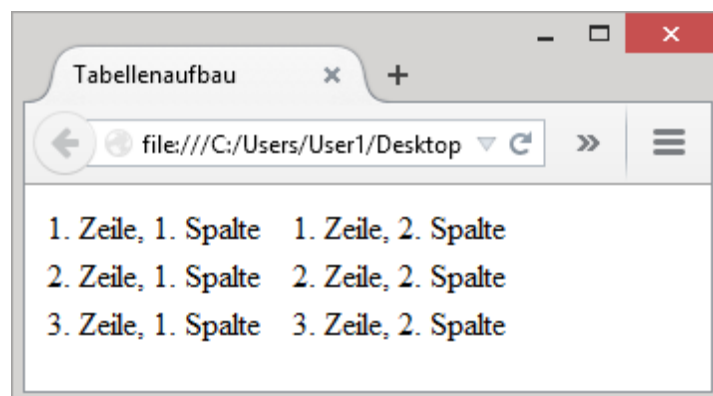 Tabellenaufbau
file:///C:/Users/User1/Desktop
1. Zeile, 1. Spalte 1. Zeile, 2. Spalte
2. Zeile, 1. Spalte 2. Zeile, 2. Spalte
3. Zeile, 1. Spalte 3. Zeile, 2. Spalte